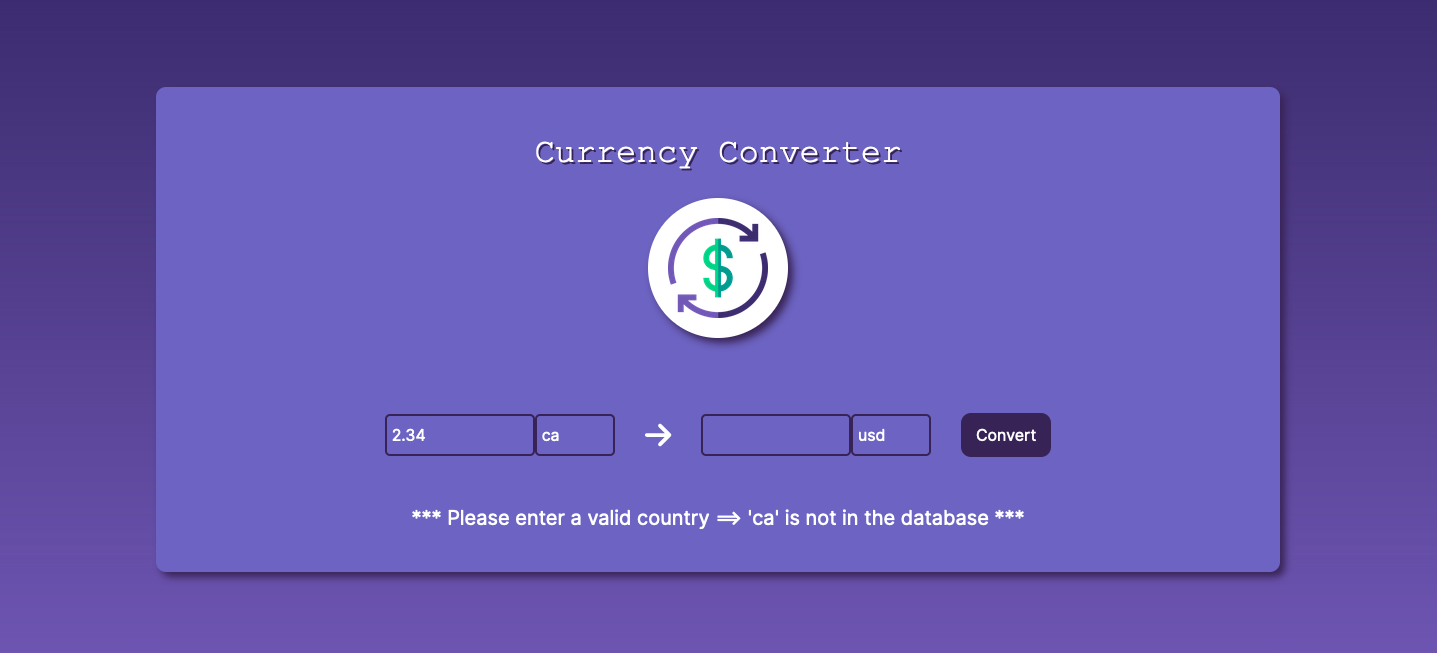 Currency Converter
$
2.34 ca → usd Convert
*** Please enter a valid country ⟹ 'ca' is not in the database ***